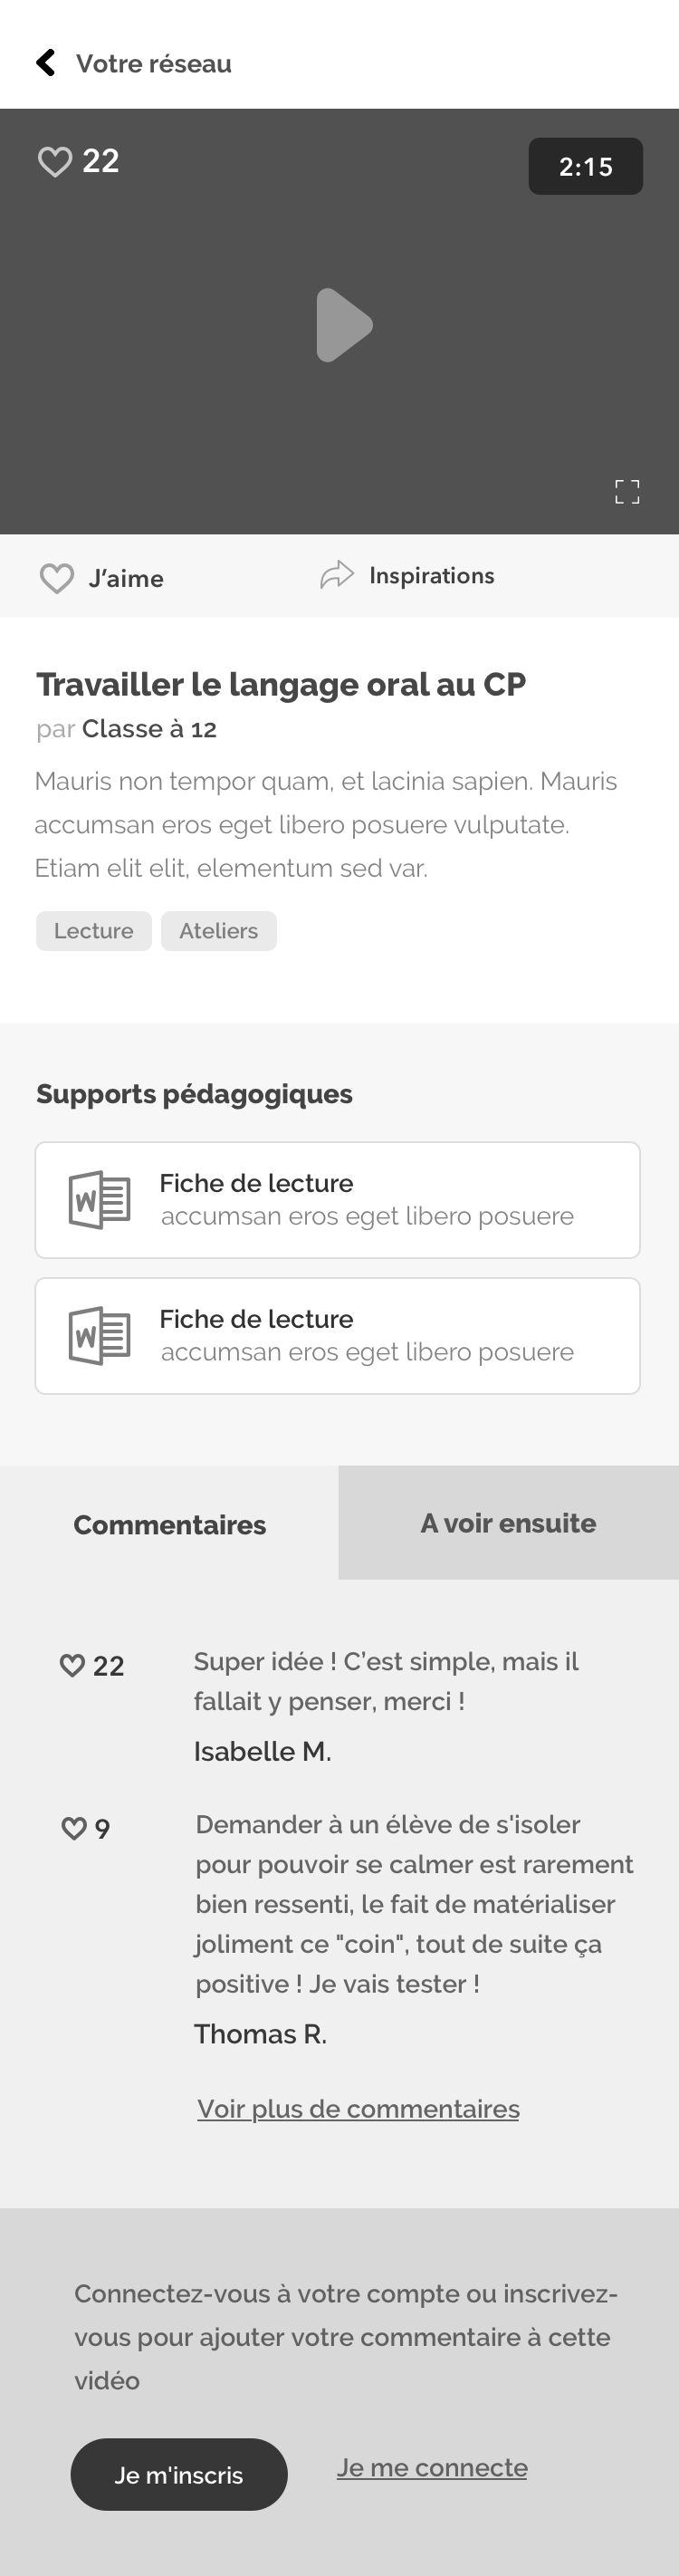 Votre réseau
22
2:15
J’aime
Inspirations
Travailler le langage oral au CP
par Classe à 12
Mauris non tempor quam, et lacinia sapien. Mauris
accumsan eros eget libero posuere vulputate.
Etiam elit elit, elementum sed var.
Lecture
Ateliers
Supports pédagogiques
W
Fiche de lecture
accumsan eros eget libero posuere
W
Fiche de lecture
accumsan eros eget libero posuere
Commentaires
A voir ensuite
22
Super idée ! C’est simple, mais il
fallait y penser, merci !
Isabelle M.
9
Demander à un élève de s'isoler
pour pouvoir se calmer est rarement
bien ressenti, le fait de matérialiser
joliment ce "coin", tout de suite ça
positive ! Je vais tester !
Thomas R.
Voir plus de commentaires
Connectez-vous à votre compte ou inscrivez-
vous pour ajouter votre commentaire à cette
vidéo
Je m'inscris
Je me connecte